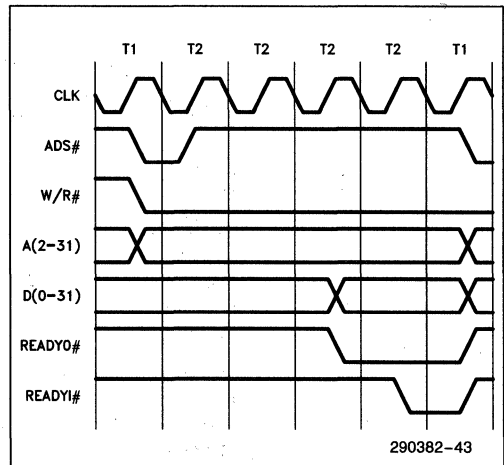 T1 T2 T2 T2 T2 T1
CLK
ADS#
W/R#
A(2-31)
D(0-31)
READYO#
READYI#
290382-43